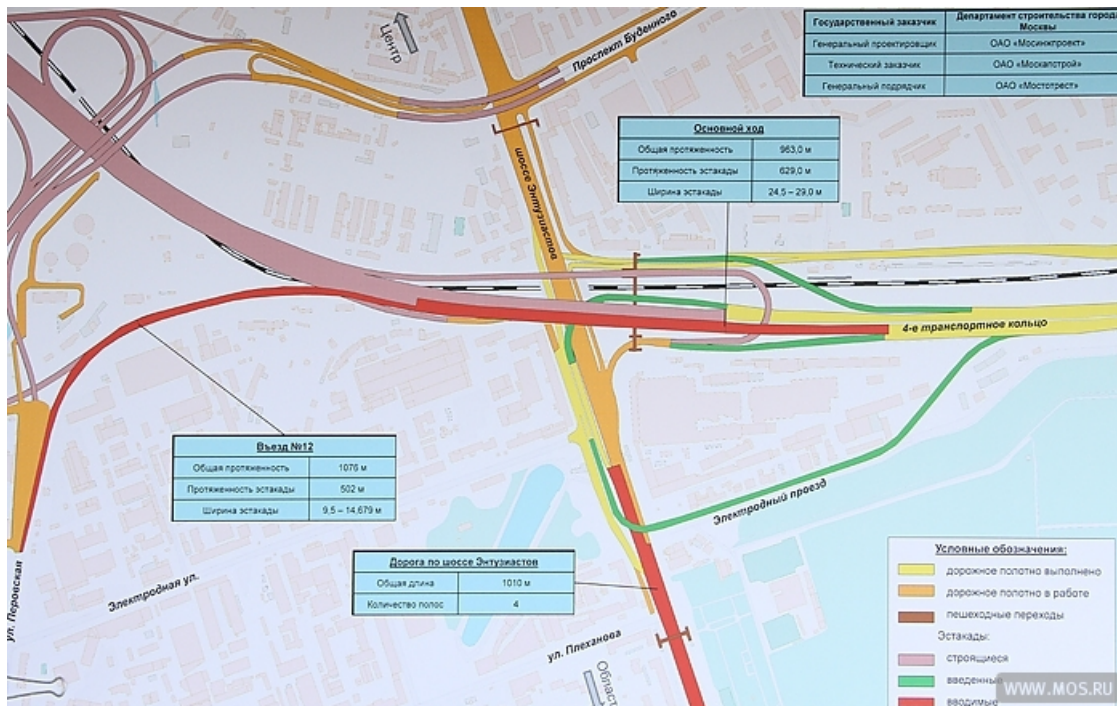 Центр
Проспект Буденного
Государственный заказчик
Департамент строительства города Москвы
Генеральный проектировщик
ОАО «Мосинжпроект»
Технический заказчик
ОАО «Москапстрой»
Генеральный подрядчик
ОАО «Мостотрест»
Основной ход
Общая протяженность
963,0 м
Протяженность эстакады
629,0 м
Ширина эстакады
24,5 – 29,0 м
шоссе Энтузиастов
4-е транспортное кольцо
Въезд №12
Общая протяженность
1076 м
Протяженность эстакады
502 м
Ширина эстакады
9,5 – 14,679 м
Электродный проезд
Дорога по шоссе Энтузиастов
Общая длина
1010 м
Количество полос
4
ул. Перовская
Электродная ул.
ул. Плеханова
Област
Условные обозначения:
дорожное полотно выполнено
дорожное полотно в работе
пешеходные переходы
Эстакады:
строящиеся
введенные
вводимые
WWW.MOS.RU